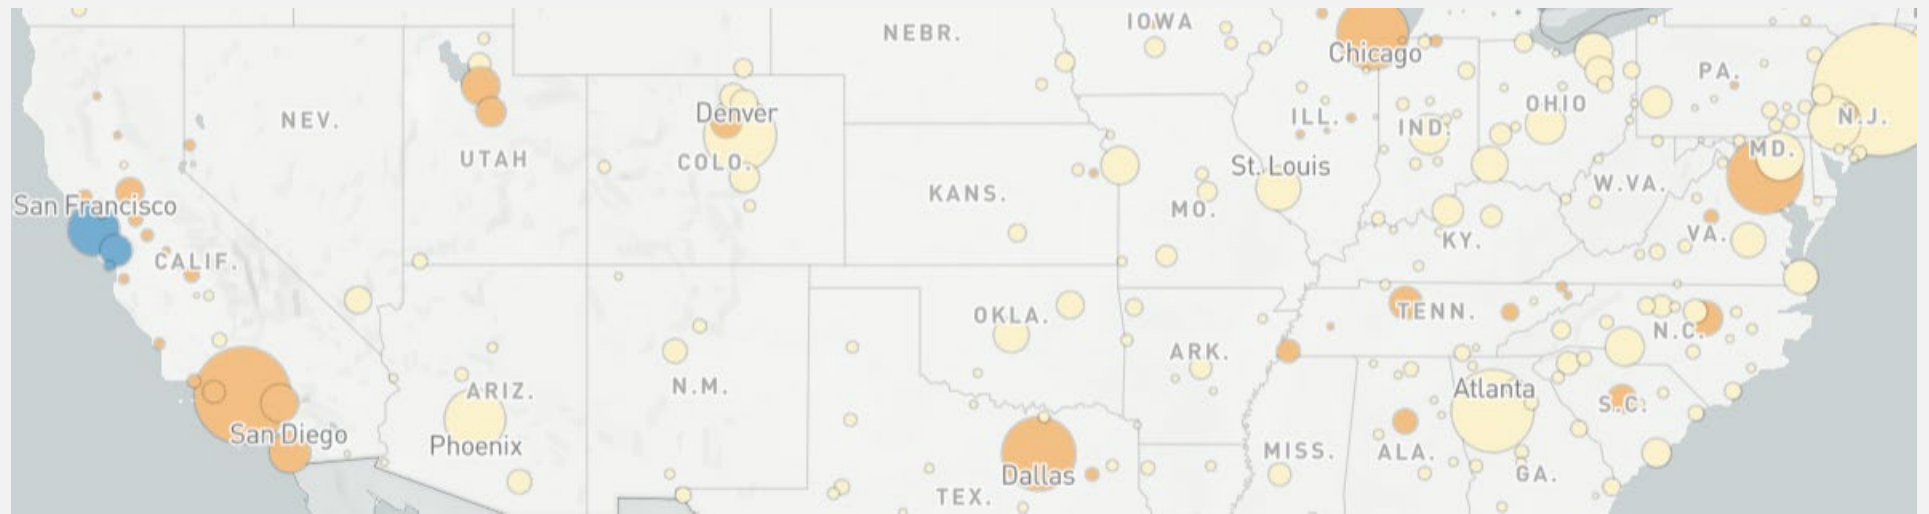 NEBR.
IOWA
Chicago
PA.
NEV.
Denver
ILL.
IND.
OHIO
N.J.
UTAH
COLO.
St. Louis
MD.
San Francisco
KANS.
MO.
W.VA.
CALIF.
KY.
VA.
OKLA.
TENN.
N.C.
ARK.
ARIZ.
N.M.
Atlanta
S.C.
San Diego
Phoenix
Dallas
MISS.
ALA.
GA.
TEX.